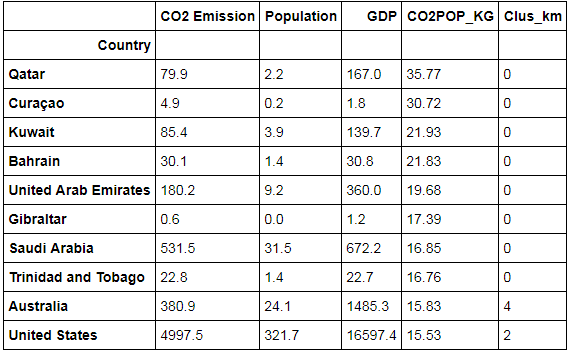 CO2 Emission Population GDP CO2POP_KG Clus_km
Country
Qatar 79.9 2.2 167.0 35.77 0
Curaçao 4.9 0.2 1.8 30.72 0
Kuwait 85.4 3.9 139.7 21.93 0
Bahrain 30.1 1.4 30.8 21.83 0
United Arab Emirates 180.2 9.2 360.0 19.68 0
Gibraltar 0.6 0.0 1.2 17.39 0
Saudi Arabia 531.5 31.5 672.2 16.85 0
Trinidad and Tobago 22.8 1.4 22.7 16.76 0
Australia 380.9 24.1 1485.3 15.83 4
United States 4997.5 321.7 16597.4 15.53 2